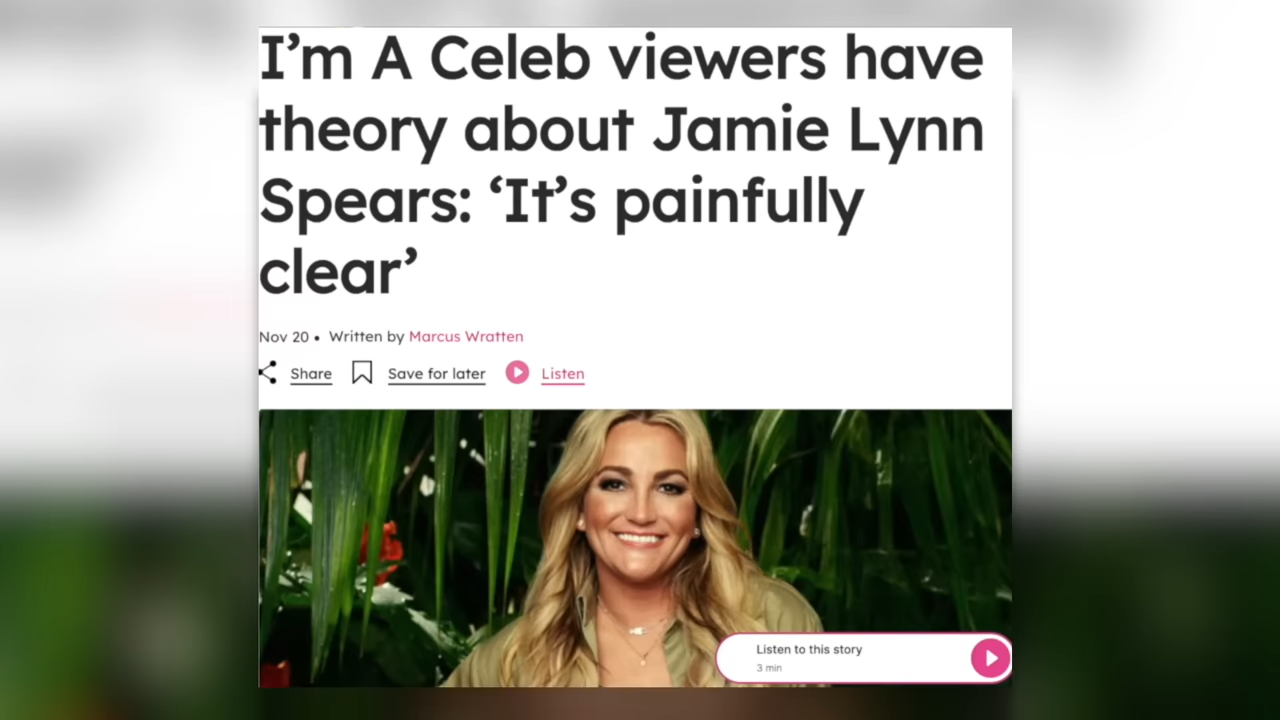 I’m A Celeb viewers have
theory about Jamie Lynn
Spears: ‘It’s painfully
clear’
Nov 20 • Written by Marcus Wratten
Share Save for later Listen
Listen to this story
3 min